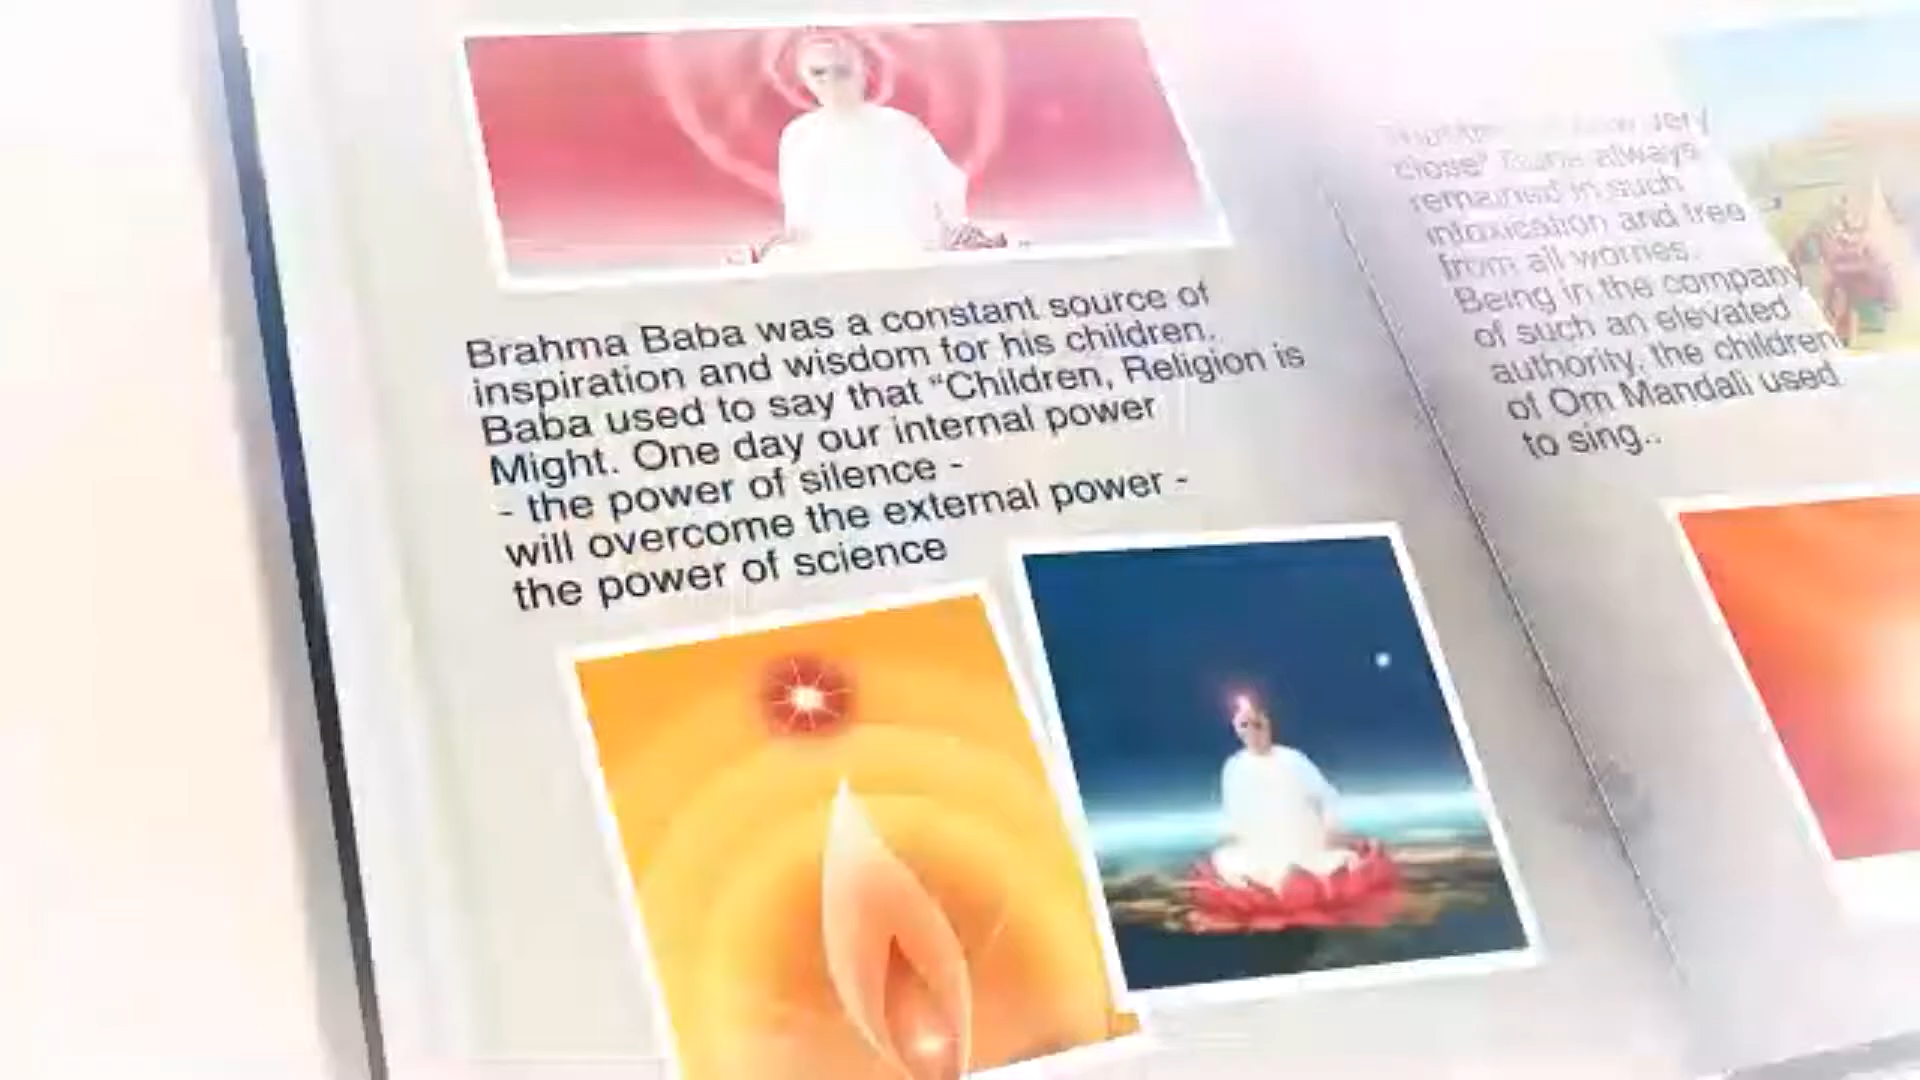 Brahma Baba was a constant source of
inspiration and wisdom for his children.
Baba used to say that “Children, Religion is
Might. One day our internal power
- the power of silence -
will overcome the external power -
the power of science
very
close" always
remained in such
intoxication and free
from all worries.
Being in the company
of such an elevated
authority, the children
of Om Mandali used
to sing..